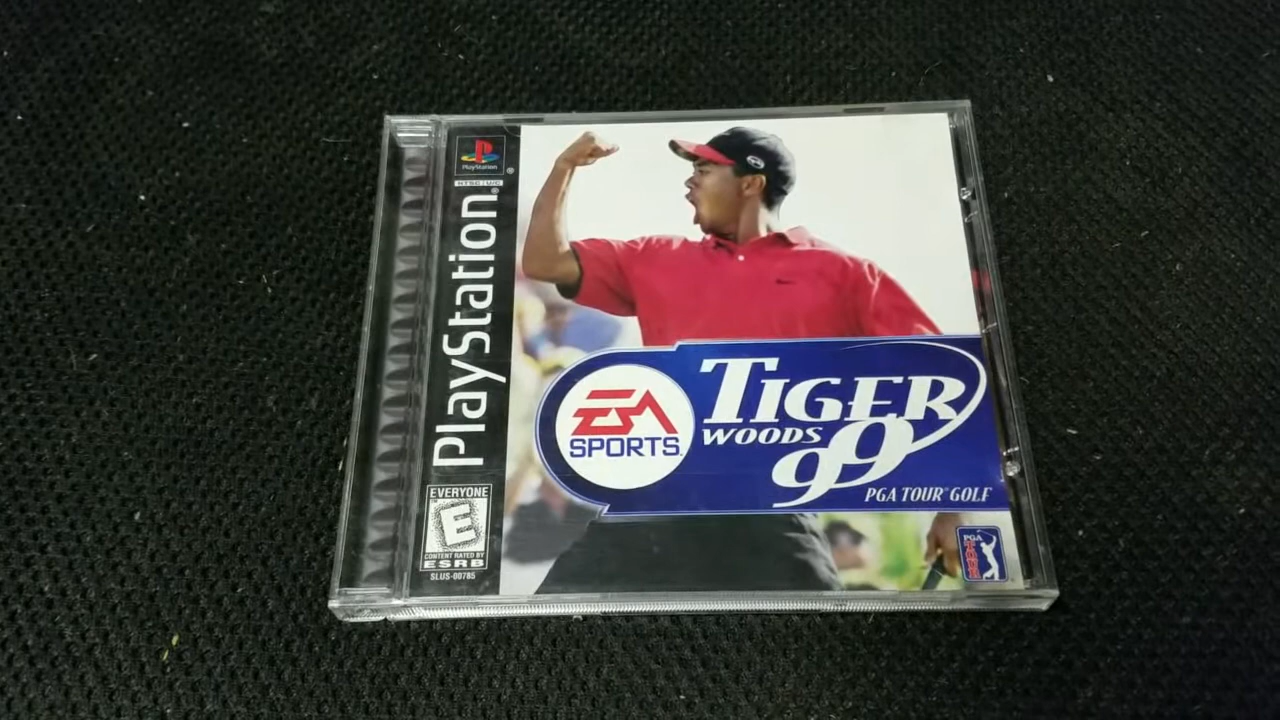 PlayStation
NTSC U/C
PlayStation®
EVERYONE
E
CONTENT RATED BY
ESRB
SLUS-00785
EA
SPORTS
TIGER
WOODS 99
PGA TOUR GOLF
PGA
TOUR